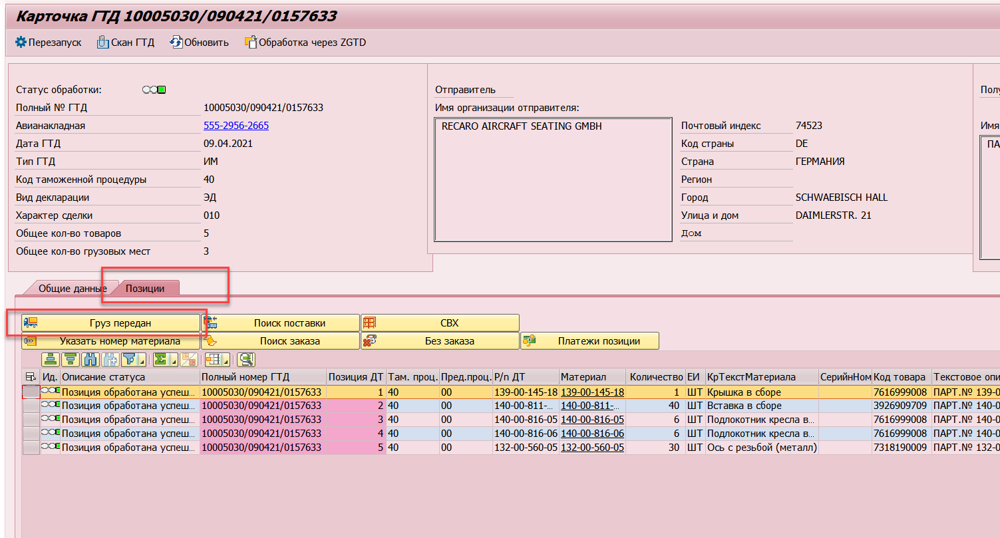 Карточка ГТД 10005030/090421/0157633
Перезапуск Скан ГТД Обновить Обработка через ZGTD
Статус обработки:
Полный № ГТД 10005030/090421/0157633
Авианакладная 555-2956-2665
Дата ГТД 09.04.2021
Тип ГТД ИМ
Код таможенной процедуры 40
Вид декларации ЭД
Характер сделки 010
Общее кол-во товаров 5
Общее кол-во грузовых мест 3
Отправитель
Имя организации отправителя:
RECARO AIRCRAFT SEATING GMBH
Почтовый индекс 74523
Код страны DE
Страна ГЕРМАНИЯ
Регион
Город SCHWAEBISCH HALL
Улица и дом DAIMLERSTR. 21
Дом
Полу
Имя
ПА
Общие данные Позиции
Груз передан Поиск поставки СВХ
Указать номер материала Поиск заказа Без заказа Платежи позиции
Ид. Описание статуса Полный номер ГТД Позиция ДТ Там. проц. Пред.проц. P/n ДТ Материал Количество ЕИ КрТекстМатериала СерийнНом Код товара Текстовое опи
Позиция обработана успеш... 10005030/090421/0157633 1 40 00 139-00-145-18 139-00-145-18 1 ШТ Крышка в сборе 7616999008 ПАРТ.№ 139-0
Позиция обработана успеш... 10005030/090421/0157633 2 40 00 140-00-811-... 140-00-811-... 40 ШТ Вставка в сборе 3926909709 ПАРТ.№ 140-0
Позиция обработана успеш... 10005030/090421/0157633 3 40 00 140-00-816-05 140-00-816-05 6 ШТ Подлокотник кресла в... 7616999008 ПАРТ.№ 140-0
Позиция обработана успеш... 10005030/090421/0157633 4 40 00 140-00-816-06 140-00-816-06 6 ШТ Подлокотник кресла в... 7616999008 ПАРТ.№ 140-0
Позиция обработана успеш... 10005030/090421/0157633 5 40 00 132-00-560-05 132-00-560-05 30 ШТ Ось с резьбой (металл) 7318190009 ПАРТ.№ 132-0